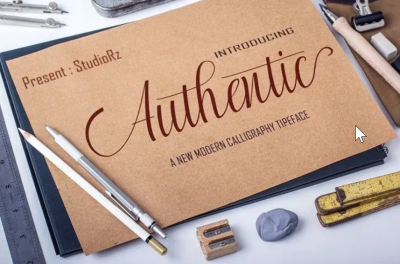 Present : StudioRz
INTRODUCING
Authentic
A NEW MODERN CALLIGRAPHY TYPEFACE